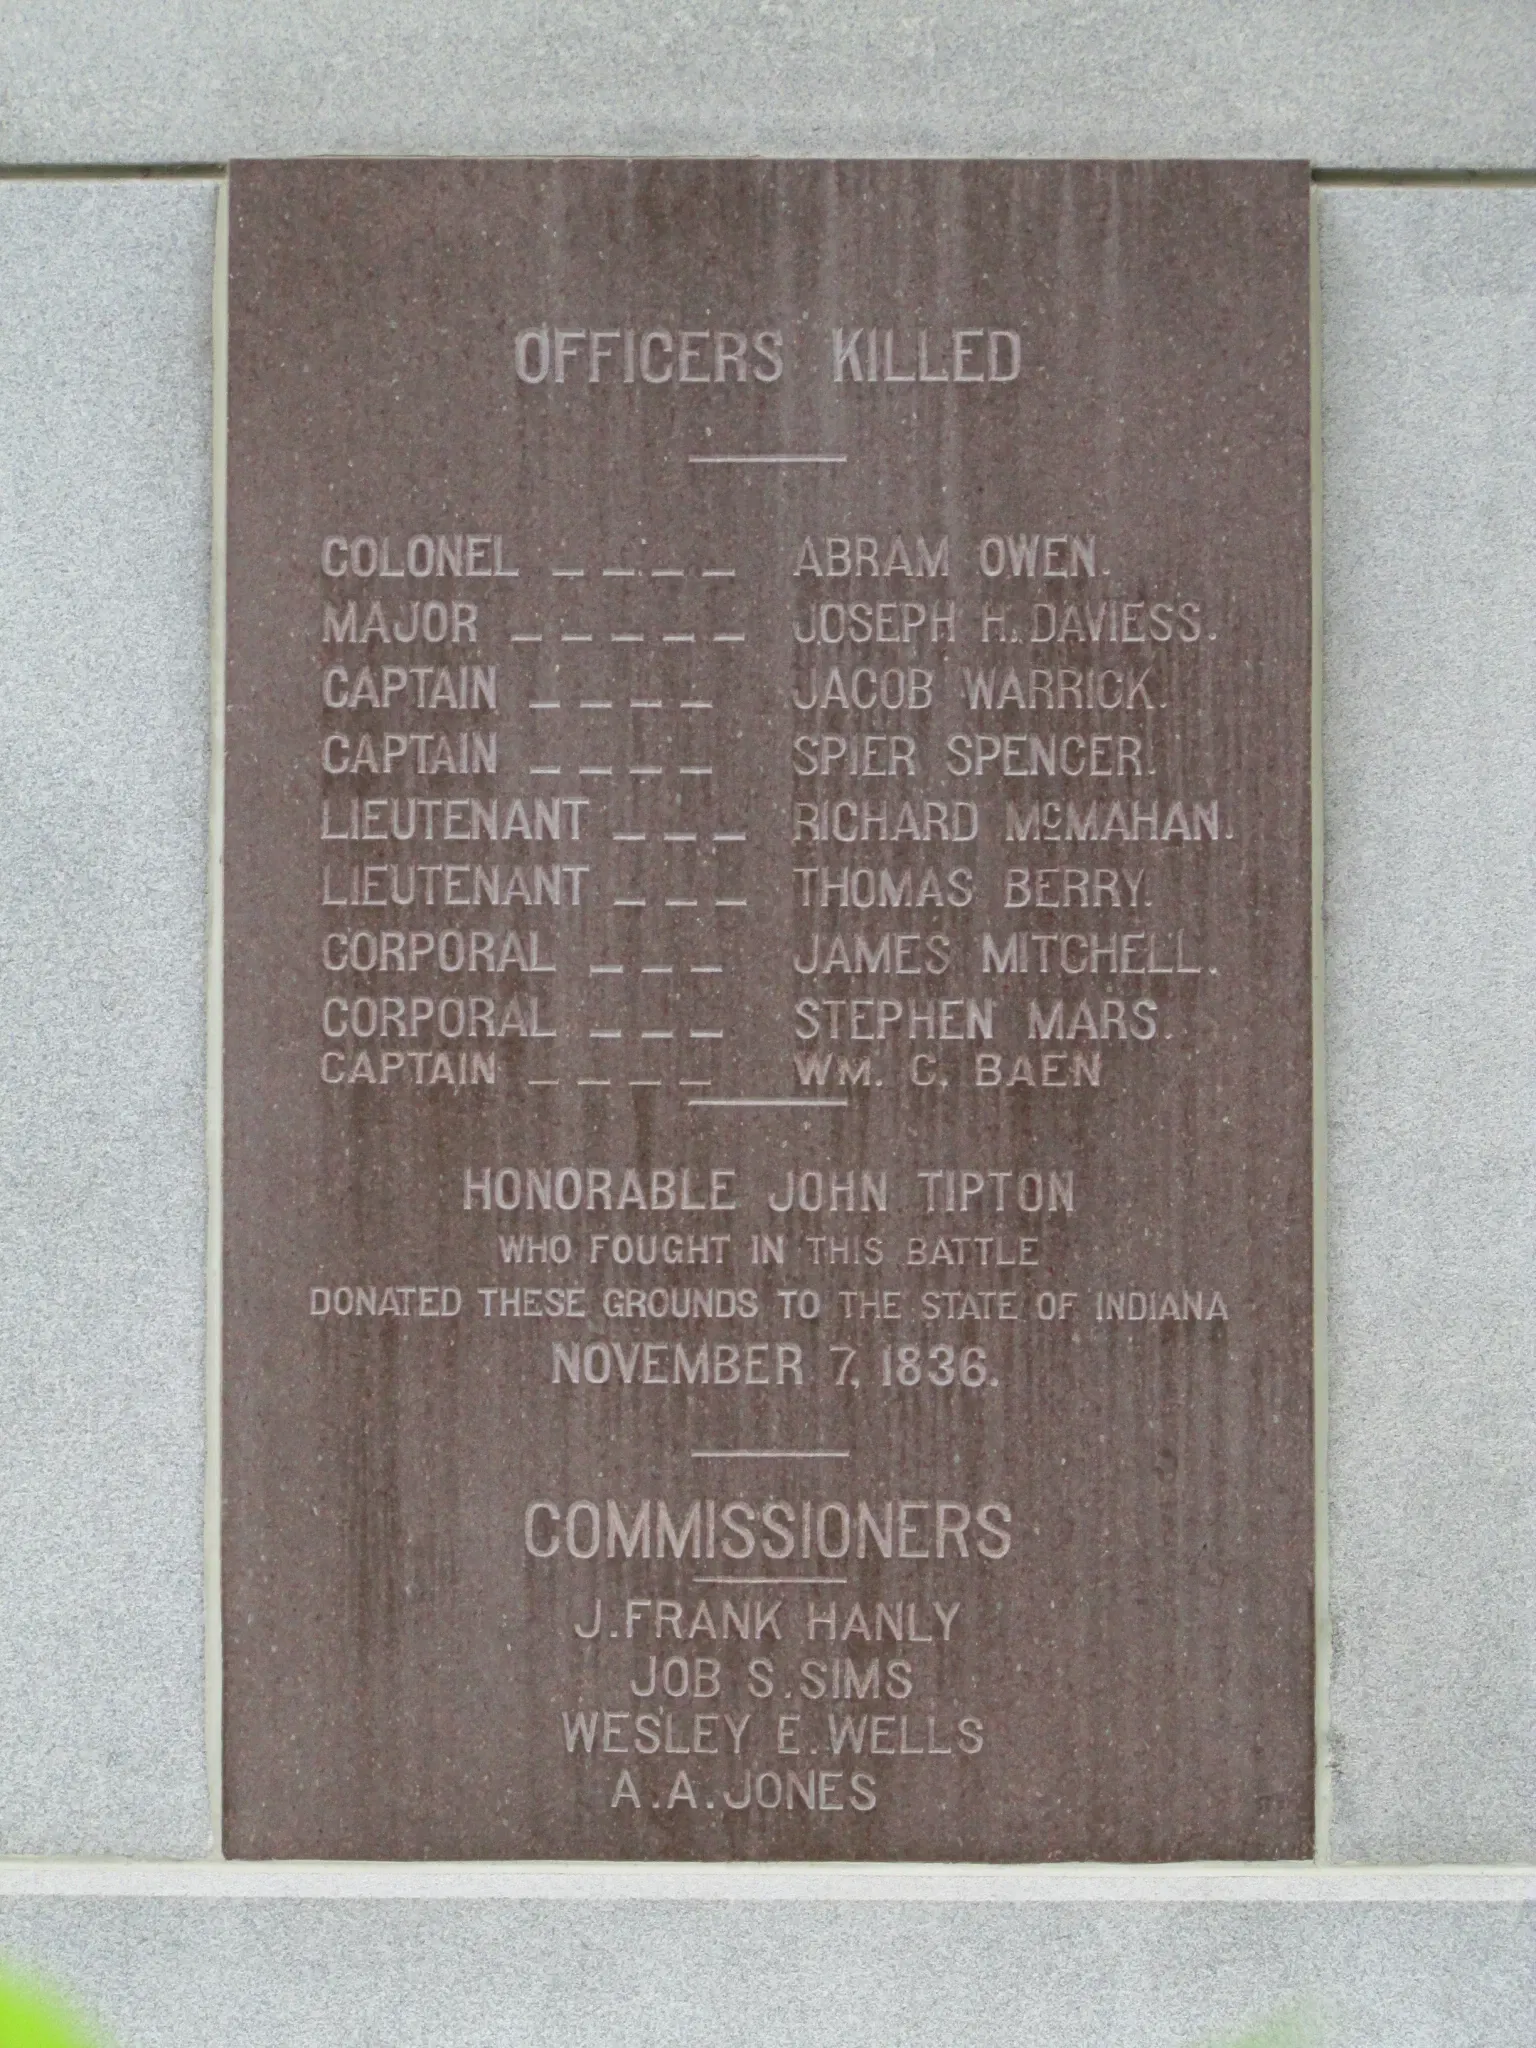 OFFICERS KILLED
COLONEL _ _ _ _ ABRAM OWEN.
MAJOR _ _ _ _ _ JOSEPH H. DAVIESS.
CAPTAIN _ _ _ _ JACOB WARRICK.
CAPTAIN _ _ _ _ SPIER SPENCER.
LIEUTENANT _ _ _ RICHARD McMAHAN.
LIEUTENANT _ _ _ THOMAS BERRY.
CORPORAL _ _ _ JAMES MITCHELL.
CORPORAL _ _ _ STEPHEN MARS.
CAPTAIN _ _ _ _ WM. C. BAEN
HONORABLE JOHN TIPTON
WHO FOUGHT IN THIS BATTLE
DONATED THESE GROUNDS TO THE STATE OF INDIANA
NOVEMBER 7, 1836.
COMMISSIONERS
J. FRANK HANLY
JOB S. SIMS
WESLEY E. WELLS
A. A. JONES